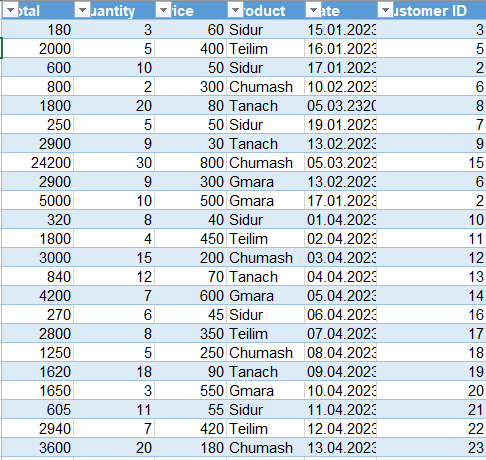 Total Quantity Price Product Date Customer ID
180 3 60 Sidur 15.01.2023 3
2000 5 400 Teilim 16.01.2023 5
600 10 50 Sidur 17.01.2023 2
800 2 300 Chumash 10.02.2023 6
1800 20 80 Tanach 05.03.2320 8
250 5 50 Sidur 19.01.2023 7
2900 9 30 Tanach 13.02.2023 9
24200 30 800 Chumash 05.03.2023 15
2900 9 300 Gmara 13.02.2023 6
5000 10 500 Gmara 17.01.2023 2
320 8 40 Sidur 01.04.2023 10
1800 4 450 Teilim 02.04.2023 11
3000 15 200 Chumash 03.04.2023 12
840 12 70 Tanach 04.04.2023 13
4200 7 600 Gmara 05.04.2023 14
270 6 45 Sidur 06.04.2023 16
2800 8 350 Teilim 07.04.2023 17
1250 5 250 Chumash 08.04.2023 18
1620 18 90 Tanach 09.04.2023 19
1650 3 550 Gmara 10.04.2023 20
605 11 55 Sidur 11.04.2023 21
2940 7 420 Teilim 12.04.2023 22
3600 20 180 Chumash 13.04.2023 23